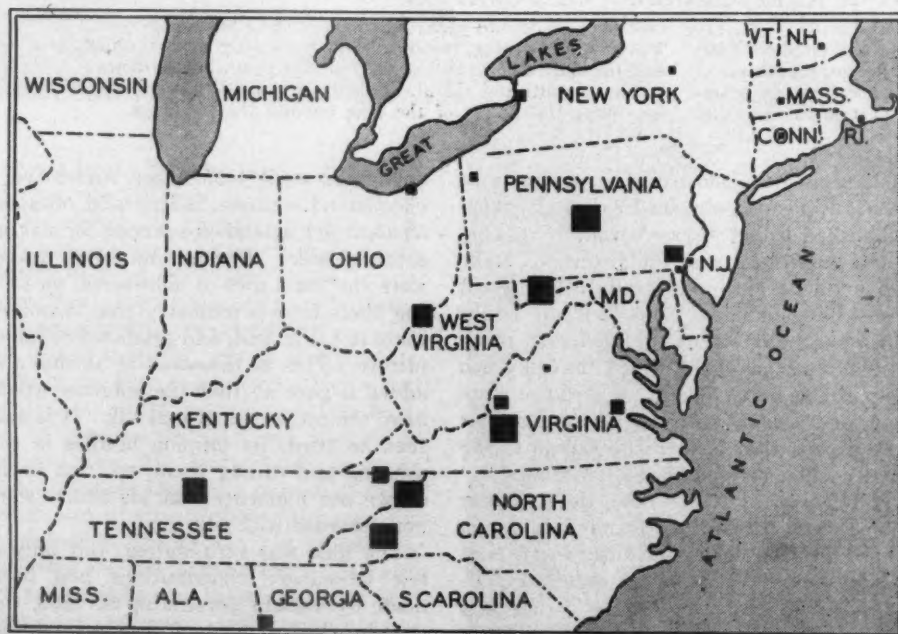 VT.
N.H.
LAKES
WISCONSIN
MICHIGAN
NEW YORK
MASS.
CONN.
R.I.
GREAT
PENNSYLVANIA
ILLINOIS
INDIANA
OHIO
N.J.
MD.
WEST
VIRGINIA
ATLANTIC OCEAN
KENTUCKY
VIRGINIA
TENNESSEE
NORTH
CAROLINA
MISS.
ALA.
GEORGIA
S.CAROLINA